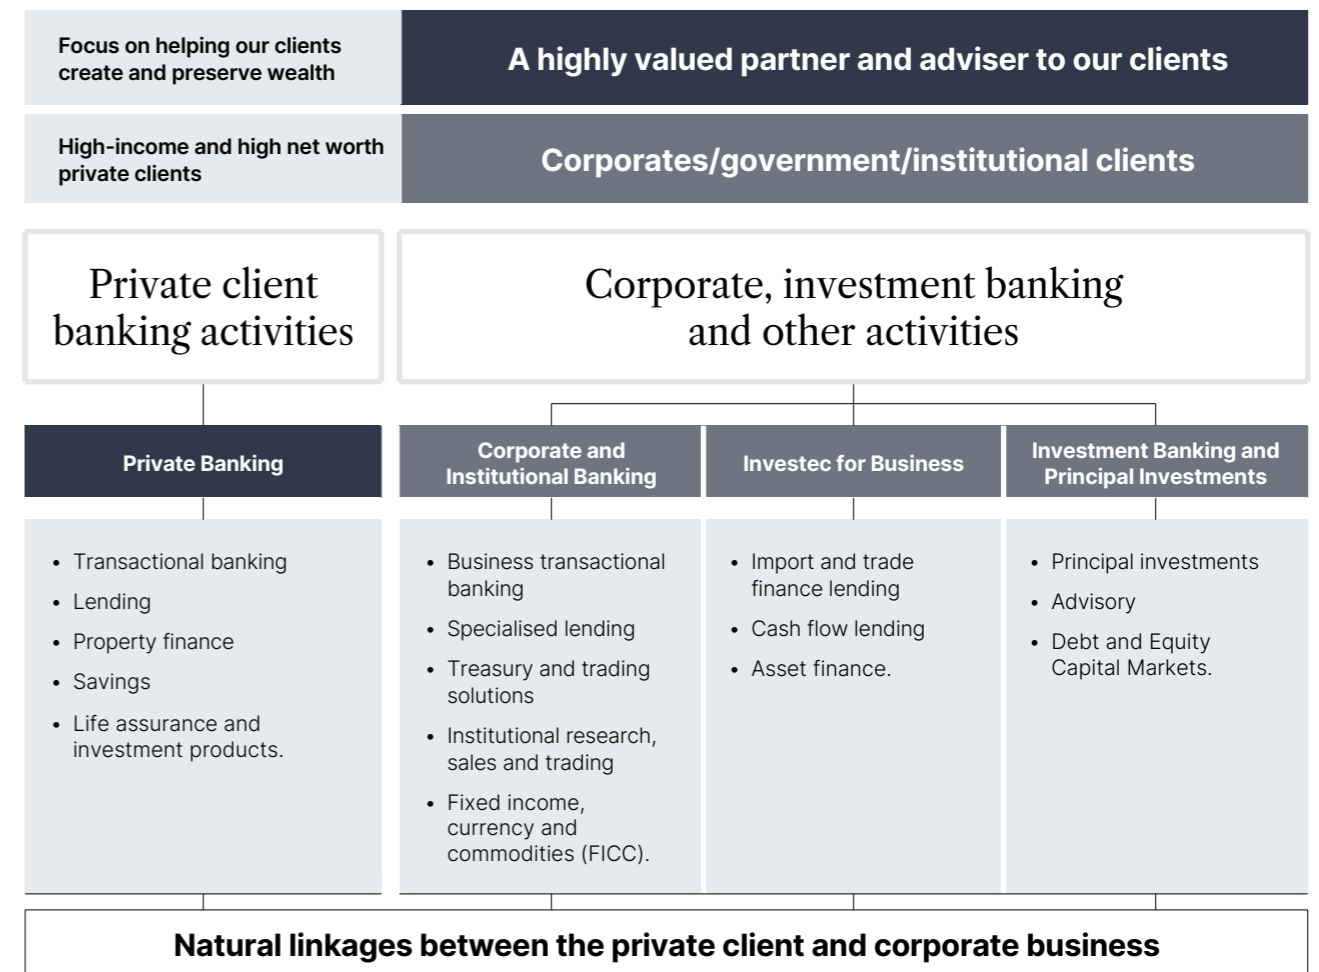 Focus on helping our clients
create and preserve wealth
A highly valued partner and adviser to our clients
High-income and high net worth
private clients
Corporates/government/institutional clients
Private client
banking activities
Corporate, investment banking
and other activities
Private Banking
Corporate and
Institutional Banking
Investec for Business
Investment Banking and
Principal Investments
• Transactional banking
• Lending
• Property finance
• Savings
• Life assurance and
investment products.
• Business transactional
banking
• Specialised lending
• Treasury and trading
solutions
• Institutional research,
sales and trading
• Fixed income,
currency and
commodities (FICC).
• Import and trade
finance lending
• Cash flow lending
• Asset finance.
• Principal investments
• Advisory
• Debt and Equity
Capital Markets.
Natural linkages between the private client and corporate business